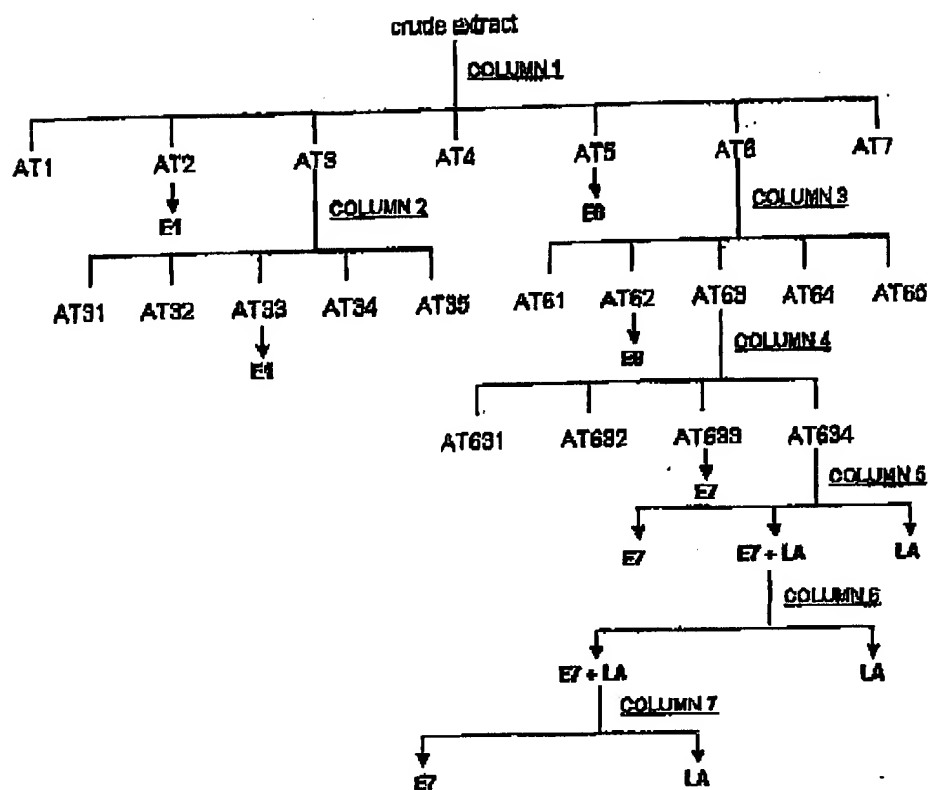 crude extract
COLUMN 1
AT1 AT2 AT3 AT4 AT5 AT6 AT7
E1 COLUMN 2 COLUMN 3
AT31 AT32 AT33 AT34 AT35 AT61 AT62 AT63 AT64 AT65
E1 COLUMN 4
AT631 AT632 AT633 AT634
E7 COLUMN 5
E7 E7 + LA LA
COLUMN 6
E7 + LA LA
COLUMN 7
E7 LA